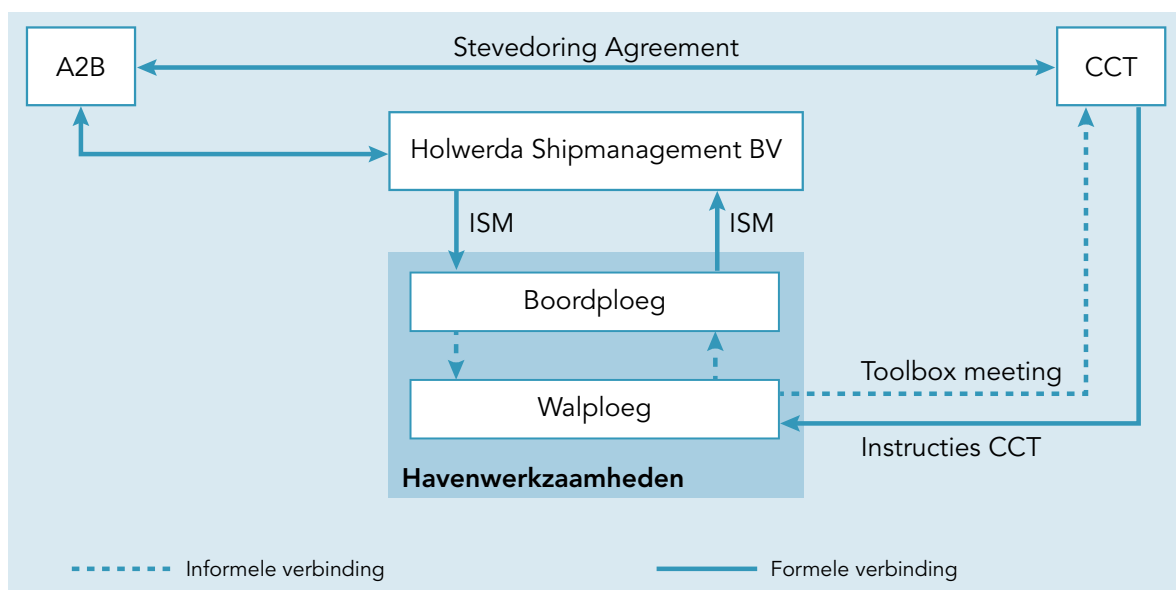 Stevedoring Agreement
A2B
CCT
Holwerda Shipmanagement BV
ISM
ISM
Boordploeg
Walploeg
Toolbox meeting
Instructies CCT
Havenwerkzaamheden
Informele verbinding
Formele verbinding